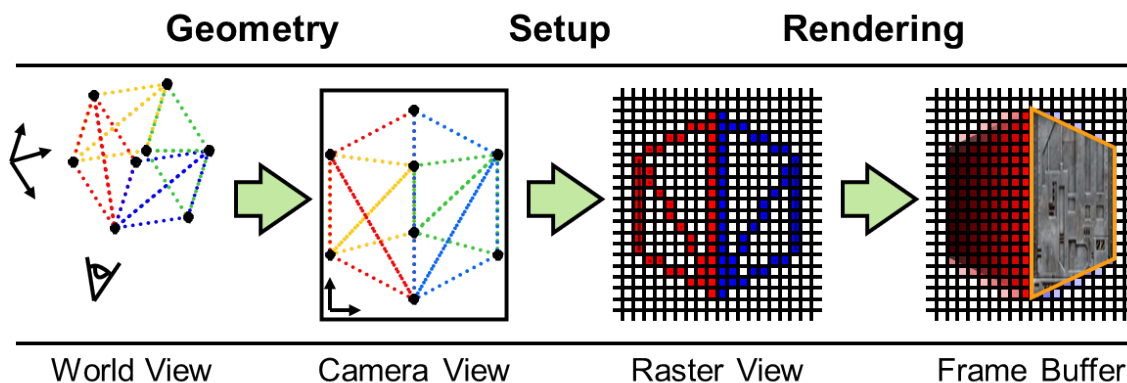 Geometry Setup Rendering
World View Camera View Raster View Frame Buffer